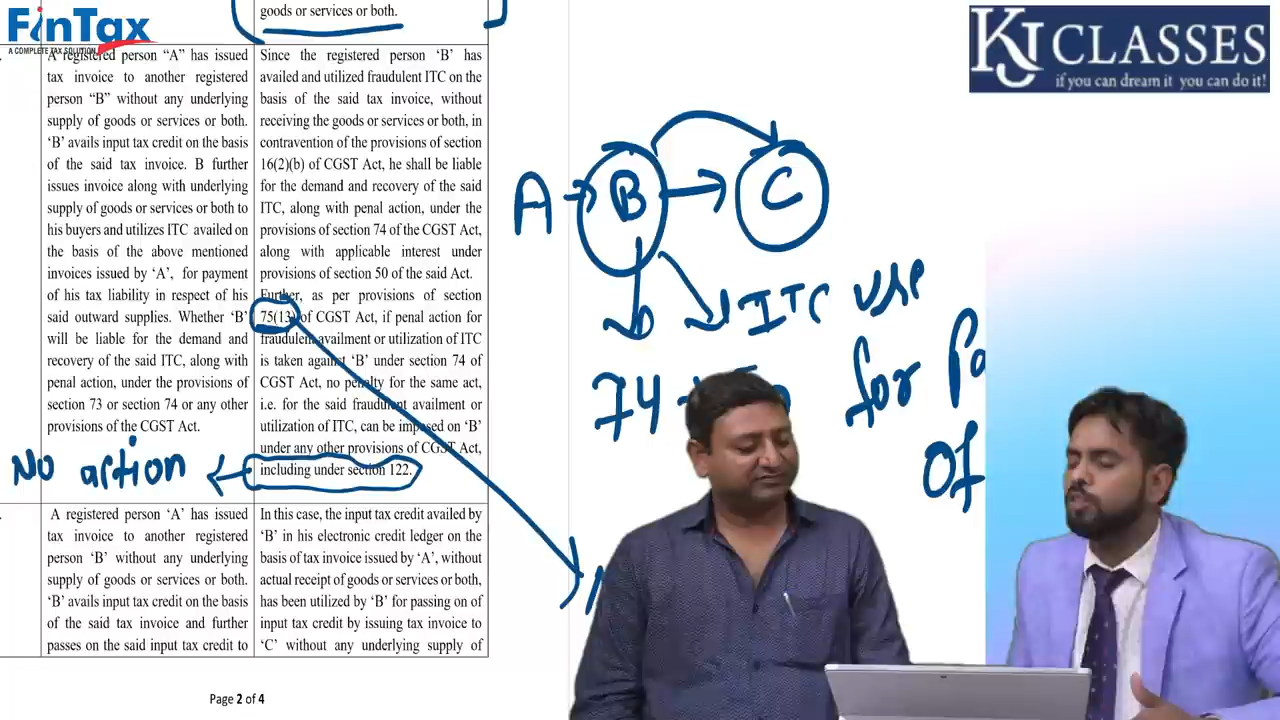 FinTax
A COMPLETE TAX SOLUTION
KJ CLASSES
if you can dream it you can do it!
goods or services or both.
A registered person “A” has issued
tax invoice to another registered
person “B” without any underlying
supply of goods or services or both.
‘B’ avails input tax credit on the basis
of the said tax invoice. B further
issues invoice along with underlying
supply of goods or services or both to
his buyers and utilizes ITC availed on
the basis of the above mentioned
invoices issued by ‘A’, for payment
of his tax liability in respect of his
said outward supplies. Whether ‘B’
will be liable for the demand and
recovery of the said ITC, along with
penal action, under the provisions of
section 73 or section 74 or any other
provisions of the CGST Act.
Since the registered person ‘B’ has
availed and utilized fraudulent ITC on the
basis of the said tax invoice, without
receiving the goods or services or both, in
contravention of the provisions of section
16(2)(b) of CGST Act, he shall be liable
for the demand and recovery of the said
ITC, along with penal action, under the
provisions of section 74 of the CGST Act,
along with applicable interest under
provisions of section 50 of the said Act.
Further, as per provisions of section
75(13) of CGST Act, if penal action for
fraudulent availment or utilization of ITC
is taken against ‘B’ under section 74 of
CGST Act, no penalty for the same act,
i.e. for the said fraudulent availment or
utilization of ITC, can be imposed on ‘B’
under any other provisions of CGST Act,
including under section 122.
No action
A registered person ‘A’ has issued
tax invoice to another registered
person ‘B’ without any underlying
supply of goods or services or both.
‘B’ avails input tax credit on the basis
of the said tax invoice and further
passes on the said input tax credit to
In this case, the input tax credit availed by
‘B’ in his electronic credit ledger on the
basis of tax invoice issued by ‘A’, without
actual receipt of goods or services or both,
has been utilized by ‘B’ for passing on of
input tax credit by issuing tax invoice to
‘C’ without any underlying supply of
Page 2 of 4
A B C
ITC use
74 for
of